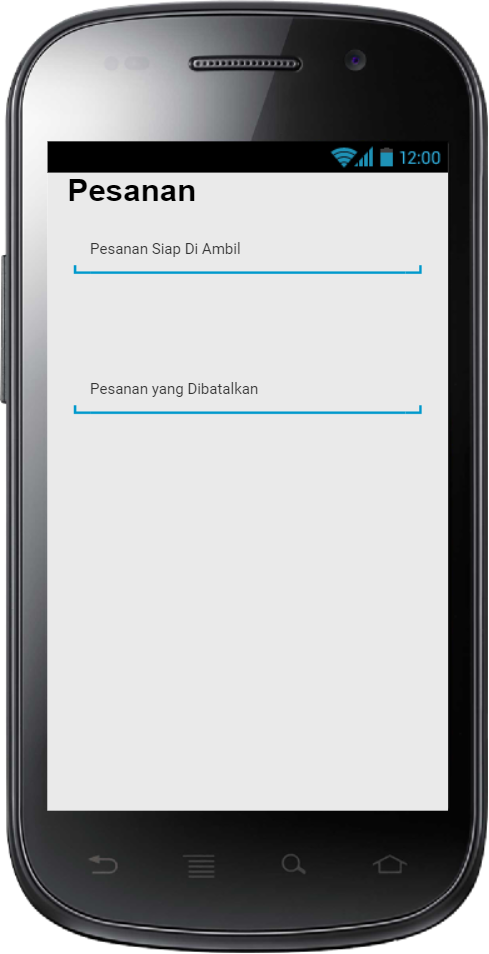 12:00
Pesanan
Pesanan Siap Di Ambil
Pesanan yang Dibatalkan